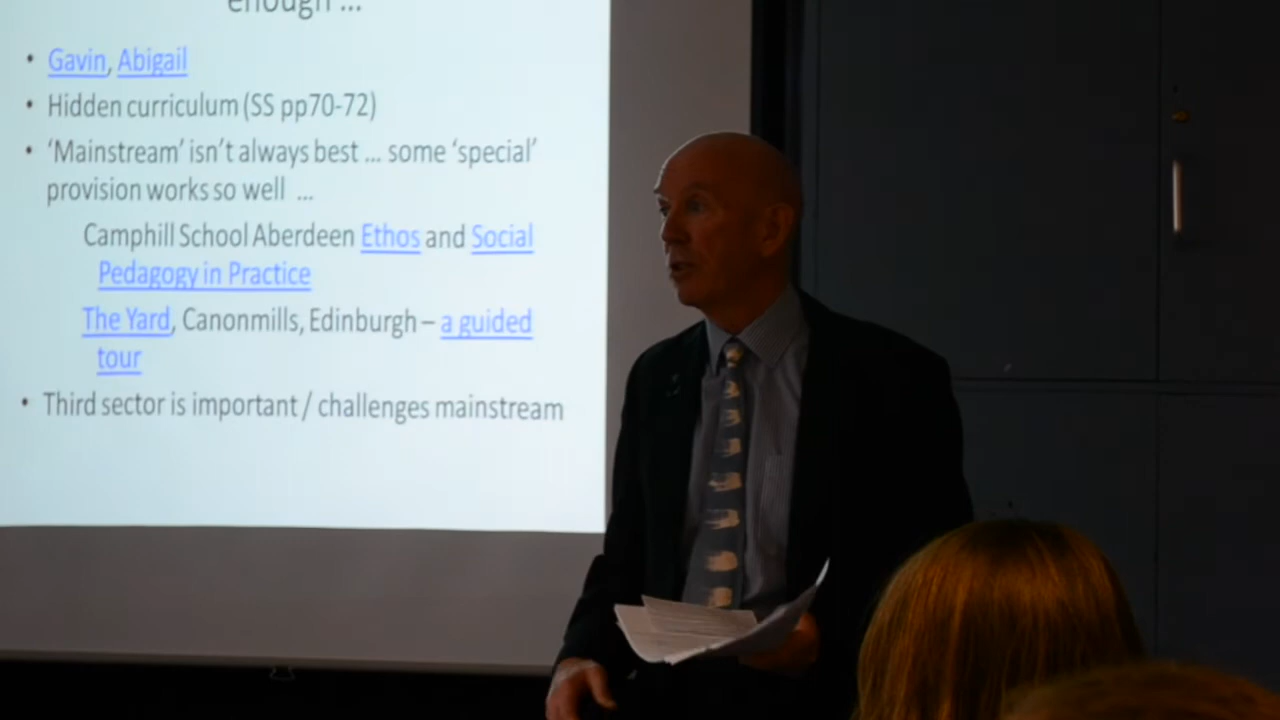 enough ...
• Gavin, Abigail
• Hidden curriculum (SS pp70-72)
• ‘Mainstream’ isn’t always best ... some ‘special’
provision works so well ...
Camphill School Aberdeen Ethos and Social
Pedagogy in Practice
The Yard, Canonmills, Edinburgh – a guided
tour
• Third sector is important / challenges mainstream